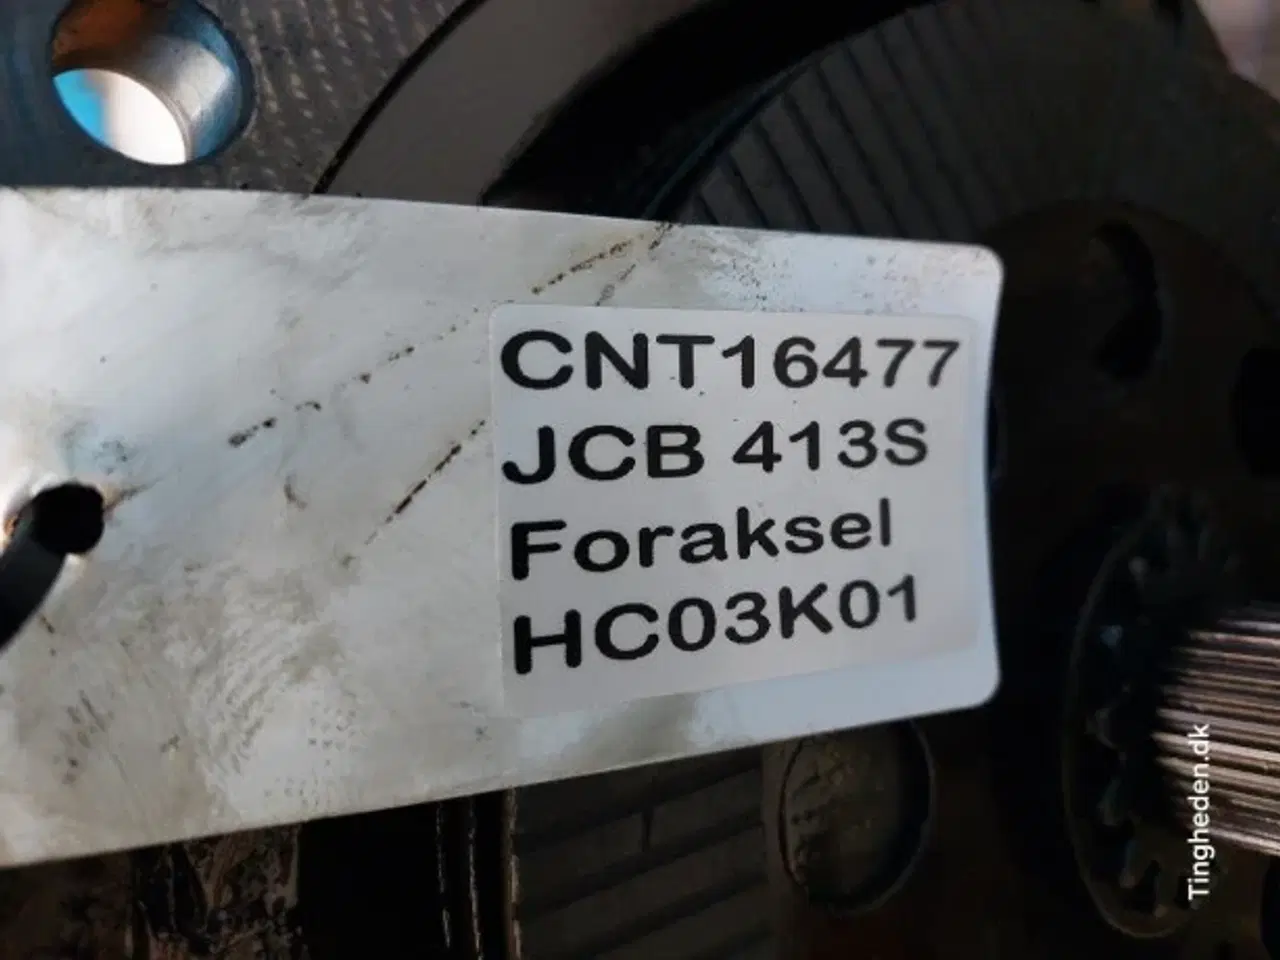 CNT16477
JCB 413S
Foraksel
HC03K01
Tingheden.dk